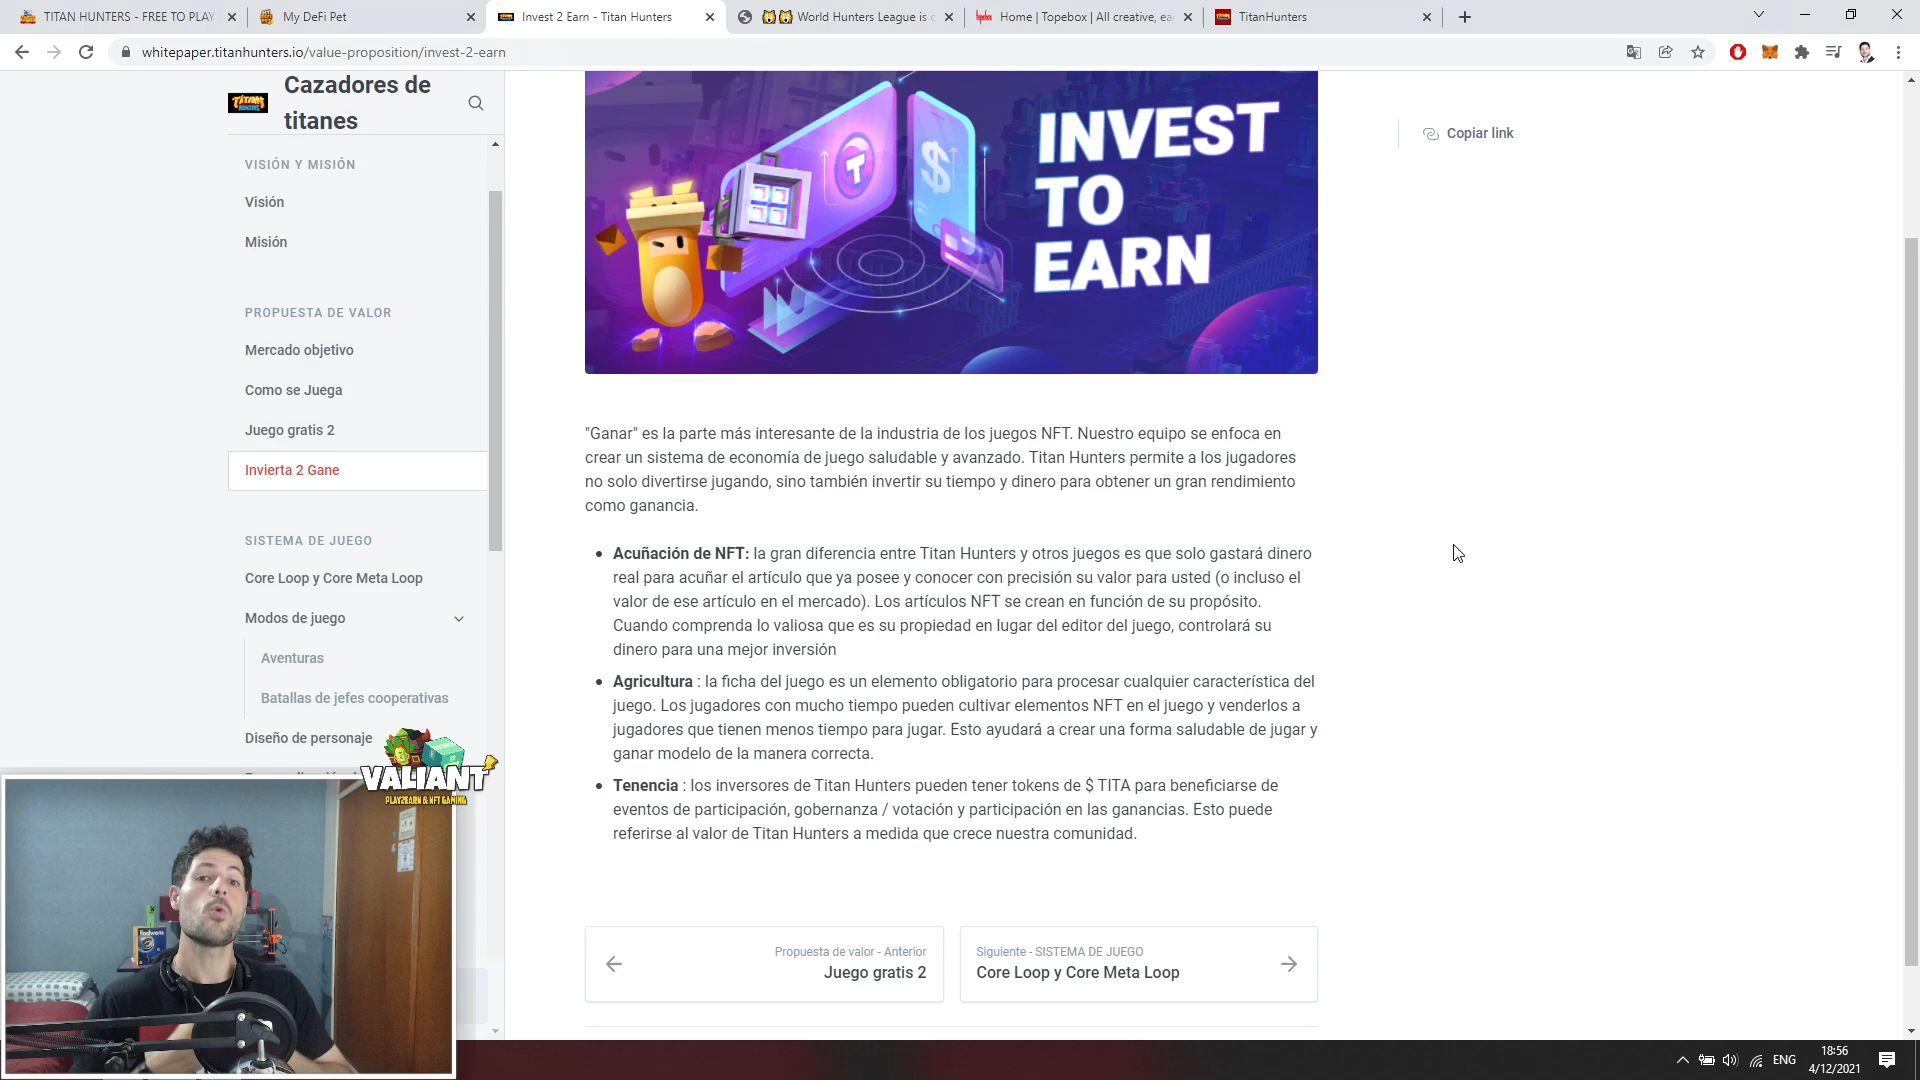 TITAN HUNTERS - FREE TO PLAY
My DeFi Pet
Invest 2 Earn - Titan Hunters
World Hunters League is c
Home | Topebox | All creative, ea
TitanHunters
whitepaper.titanhunters.io/value-proposition/invest-2-earn
TITAN
HUNTERS
Cazadores de
titanes
VISIÓN Y MISIÓN
Visión
Misión
PROPUESTA DE VALOR
Mercado objetivo
Como se Juega
Juego gratis 2
Invierta 2 Gane
SISTEMA DE JUEGO
Core Loop y Core Meta Loop
Modos de juego
Aventuras
Batallas de jefes cooperativas
Diseño de personaje
INVEST
TO
EARN
Copiar link
"Ganar" es la parte más interesante de la industria de los juegos NFT. Nuestro equipo se enfoca en
crear un sistema de economía de juego saludable y avanzado. Titan Hunters permite a los jugadores
no solo divertirse jugando, sino también invertir su tiempo y dinero para obtener un gran rendimiento
como ganancia.
Acuñación de NFT: la gran diferencia entre Titan Hunters y otros juegos es que solo gastará dinero
real para acuñar el artículo que ya posee y conocer con precisión su valor para usted (o incluso el
valor de ese artículo en el mercado). Los artículos NFT se crean en función de su propósito.
Cuando comprenda lo valiosa que es su propiedad en lugar del editor del juego, controlará su
dinero para una mejor inversión
Agricultura : la ficha del juego es un elemento obligatorio para procesar cualquier característica del
juego. Los jugadores con mucho tiempo pueden cultivar elementos NFT en el juego y venderlos a
jugadores que tienen menos tiempo para jugar. Esto ayudará a crear una forma saludable de jugar y
ganar modelo de la manera correcta.
Tenencia : los inversores de Titan Hunters pueden tener tokens de $ TITA para beneficiarse de
eventos de participación, gobernanza / votación y participación en las ganancias. Esto puede
referirse al valor de Titan Hunters a medida que crece nuestra comunidad.
Propuesta de valor - Anterior
Juego gratis 2
Siguiente - SISTEMA DE JUEGO
Core Loop y Core Meta Loop
VALIANT
PLAY2EARN & NFT GAMING
ENG
18:56
4/12/2021